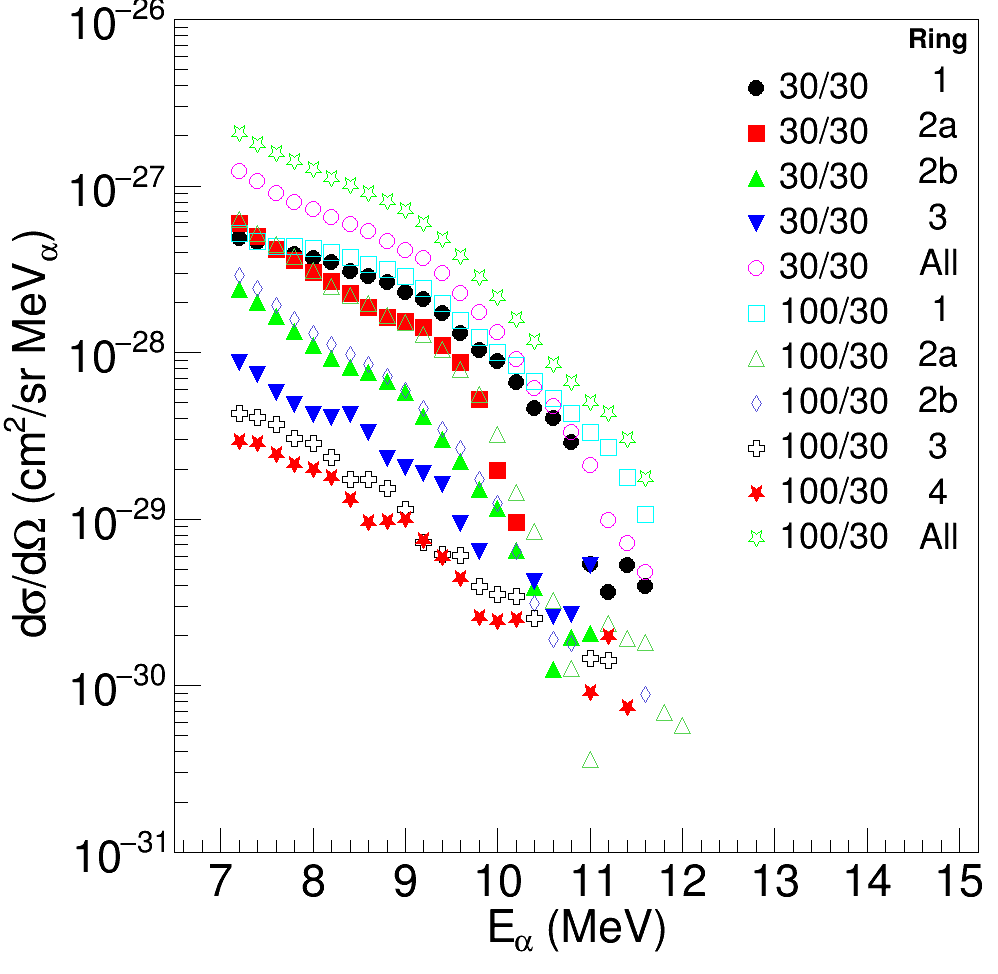 Ring
30/30 1
30/30 2a
30/30 2b
30/30 3
30/30 All
100/30 1
100/30 2a
100/30 2b
100/30 3
100/30 4
100/30 All
10⁻²⁶
10⁻²⁷
10⁻²⁸
10⁻²⁹
10⁻³⁰
10⁻³¹
dσ/dΩ (cm²/sr MeVα)
7 8 9 10 11 12 13 14 15
Eα (MeV)